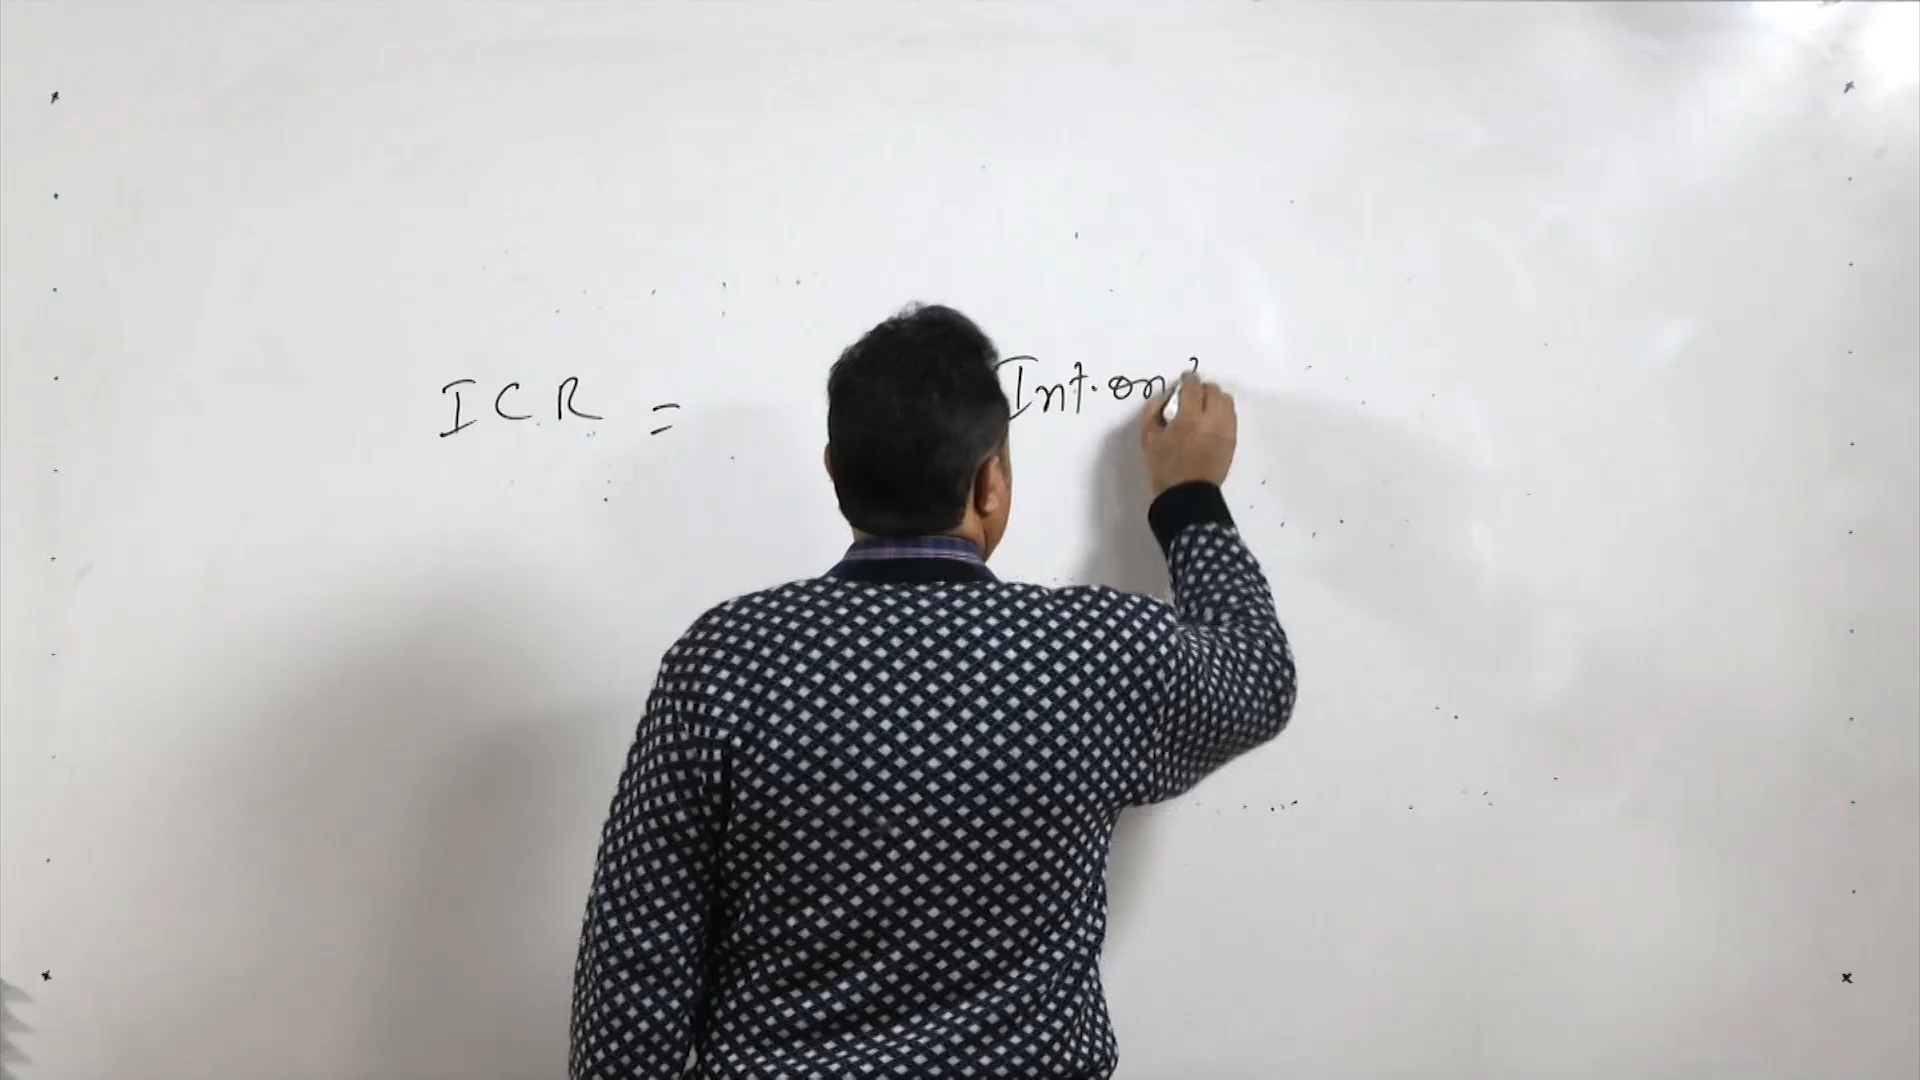 ICR = Int. on